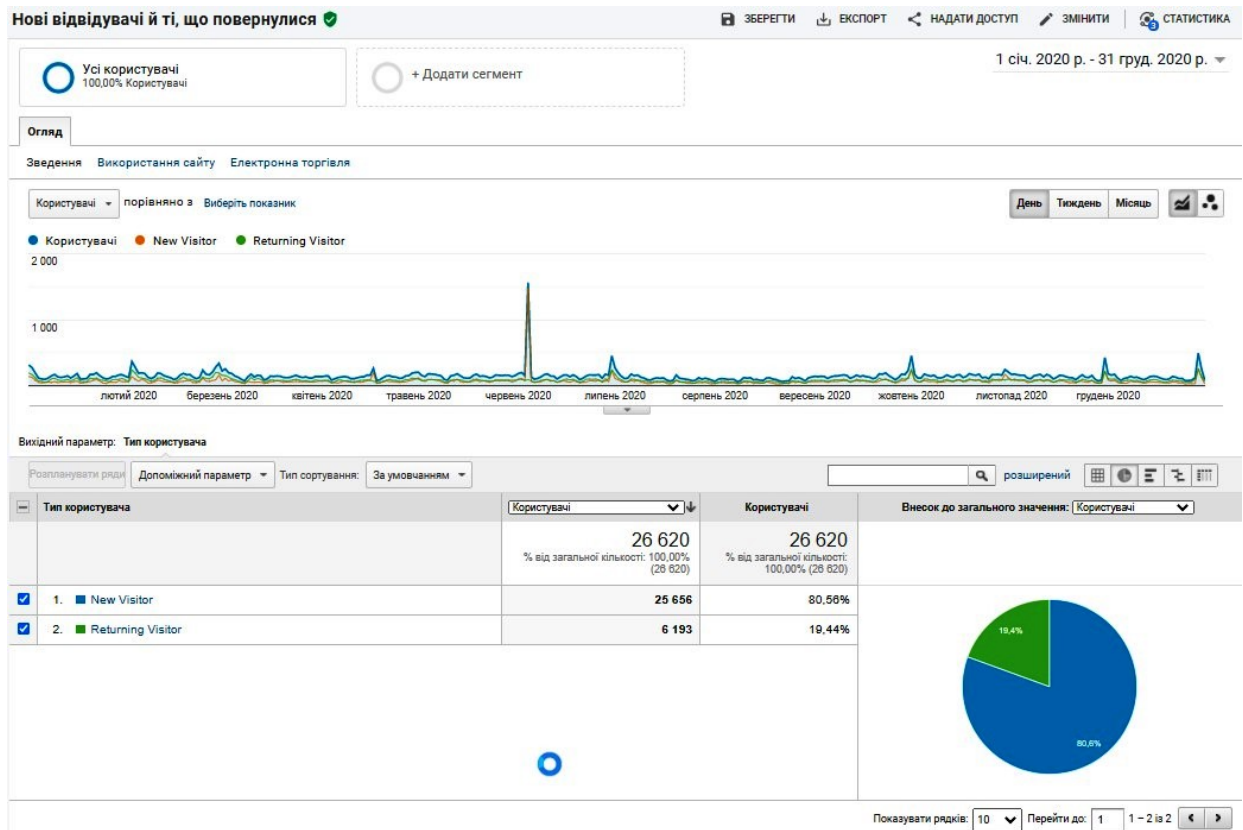 Нові відвідувачі й ті, що повернулися
ЗБЕРЕГТИ ЕКСПОРТ НАДАТИ ДОСТУП ЗМІНИТИ 3 СТАТИСТИКА
Усі користувачі
100,00% Користувачі
+ Додати сегмент
1 січ. 2020 р. - 31 груд. 2020 р.
Огляд
Зведення Використання сайту Електронна торгівля
Користувачі порівняно з Виберіть показник
День Тиждень Місяць
Користувачі New Visitor Returning Visitor
2 000
1 000
лютий 2020 березень 2020 квітень 2020 травень 2020 червень 2020 липень 2020 серпень 2020 вересень 2020 жовтень 2020 листопад 2020 грудень 2020
Вихідний параметр: Тип користувача
Розпланувати ряди Допоміжний параметр Тип сортування: За умовчанням розширений
Тип користувача Користувачі Користувачі Внесок до загального значення: Користувачі
26 620 26 620
% від загальної кількості: 100,00% (26 620) % від загальної кількості: 100,00% (26 620)
1. New Visitor 25 656 80,56%
2. Returning Visitor 6 193 19,44%
19,4%
80,6%
Показувати рядків: 10 Перейти до: 1 1 – 2 із 2